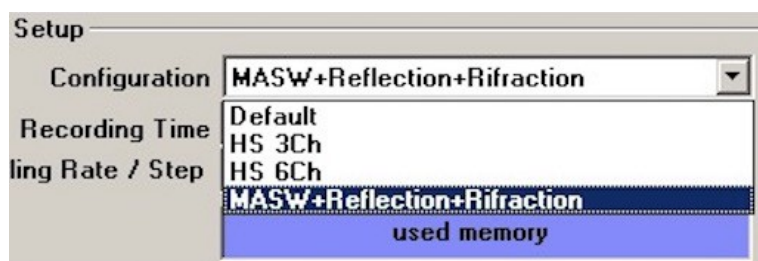 Setup
Configuration MASW+Reflection+Rifraction
Default
Recording Time
HS 3Ch
ling Rate / Step HS 6Ch
MASW+Reflection+Rifraction
used memory